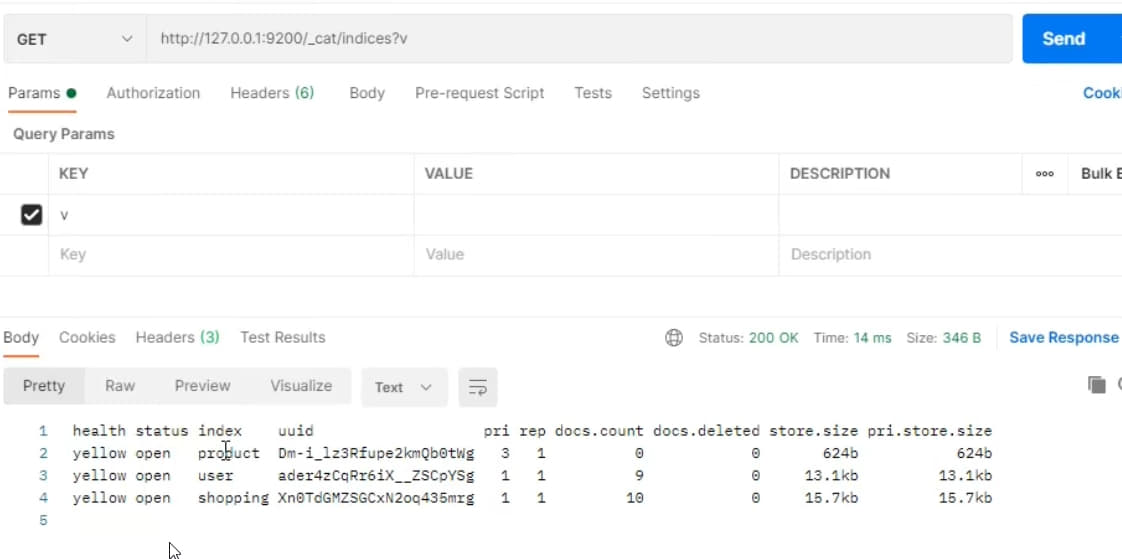 GET http://127.0.0.1:9200/_cat/indices?v Send
Params Authorization Headers (6) Body Pre-request Script Tests Settings Cooki
Query Params
KEY VALUE DESCRIPTION ooo Bulk E
v
Key Value Description
Body Cookies Headers (3) Test Results Status: 200 OK Time: 14 ms Size: 346 B Save Response
Pretty Raw Preview Visualize Text
1 health status index uuid pri rep docs.count docs.deleted store.size pri.store.size
2 yellow open product Dm-i_lz3Rfupe2kmQb0tWg 3 1 0 0 624b 624b
3 yellow open user ader4zCqRr6iX__ZSCpYSg 1 1 9 0 13.1kb 13.1kb
4 yellow open shopping Xn0TdGMZSGCxN2oq435mrg 1 1 10 0 15.7kb 15.7kb
5